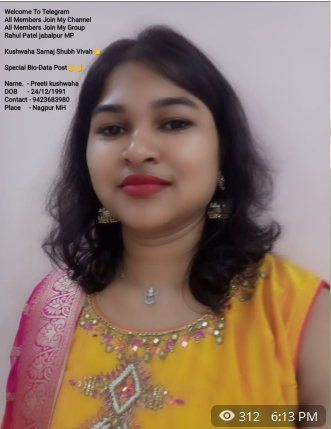 Welcome To Telegram
All Members Join My Channel
All Members Join My Group
Rahul Patel jabalpur MP
Kushwaha Samaj Shubh Vivah 👈
Special Bio-Data Post👇👇
Name. - Preeti kushwaha
DOB - 24/12/1991
Contact - 9423683980
Place - Nagpur MH
312 6:13 PM